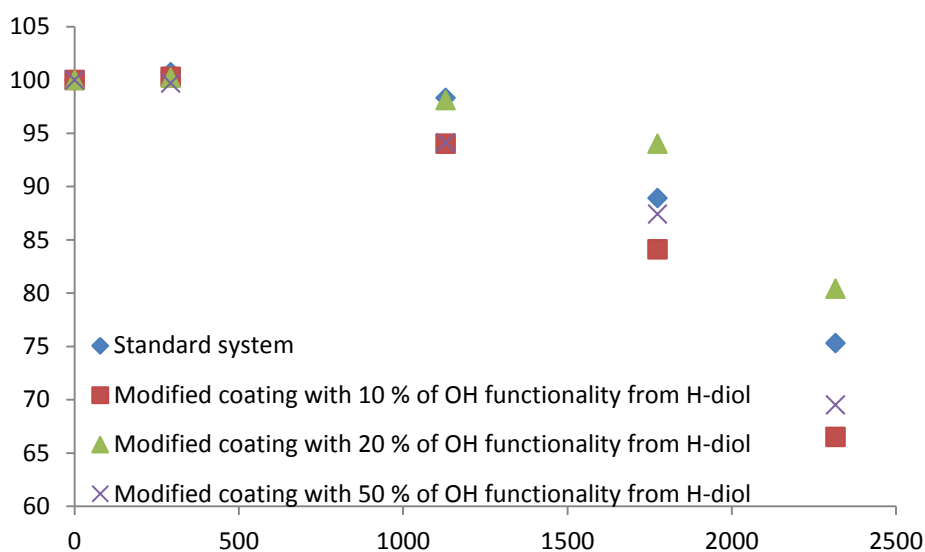 105
100
95
90
85
80
75
70
65
60
Standard system
Modified coating with 10 % of OH functionality from H-diol
Modified coating with 20 % of OH functionality from H-diol
Modified coating with 50 % of OH functionality from H-diol
0 500 1000 1500 2000 2500